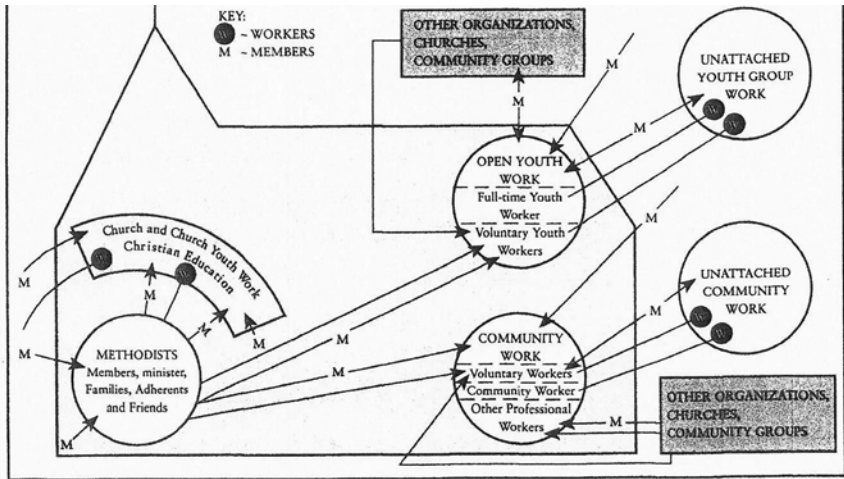 KEY:
W ~ WORKERS
M ~ MEMBERS
OTHER ORGANIZATIONS,
CHURCHES,
COMMUNITY GROUPS
M
M
M
UNATTACHED
YOUTH GROUP
WORK
W
W
OPEN YOUTH
WORK
Full-time Youth
Worker
Voluntary Youth
Workers
M
Church and Church Youth Work
Christian Education
W
W
M
M
M
M
M
M
M
M
METHODISTS
Members, minister,
Families, Adherents
and Friends
M
M
M
COMMUNITY
WORK
Voluntary Workers
Community Worker
Other Professional
Workers
M
M
UNATTACHED
COMMUNITY
WORK
W
W
OTHER ORGANIZATIONS,
CHURCHES,
COMMUNITY GROUPS